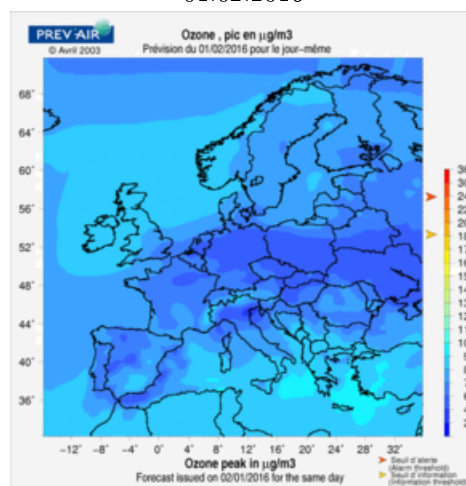 PREV'AIR
© Avril 2003
Ozone , pic en µg/m3
Prévision du 01/02/2016 pour le jour-même
68°
64°
60°
56°
52°
48°
44°
40°
36°
−12° −8° −4° 0° 4° 8° 12° 16° 20° 24° 28° 32°
Ozone peak in µg/m3
Forecast issued on 02/01/2016 for the same day
Seuil d'alerte
(Alarm threshold)
Seuil d'information
(Information threshold)